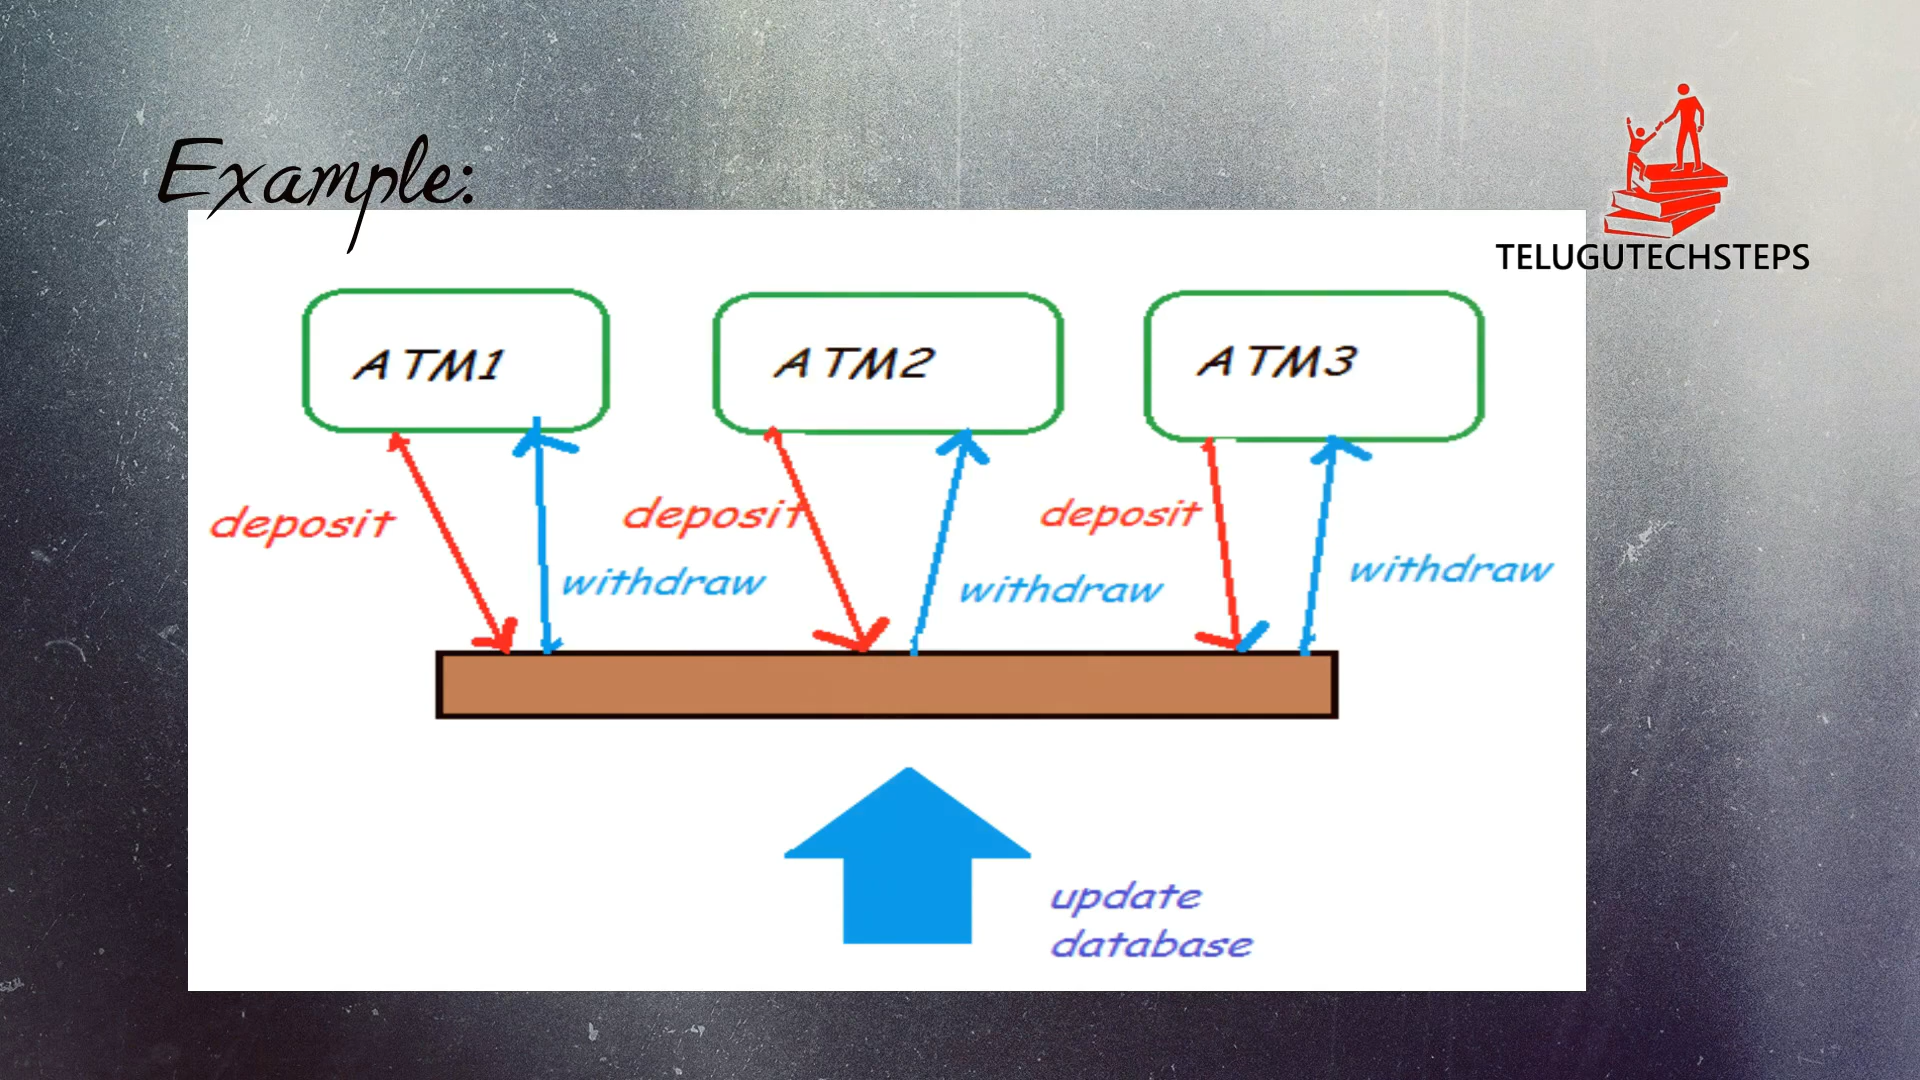 Example:
TELUGUTECHSTEPS
ATM1
ATM2
ATM3
deposit
deposit
deposit
withdraw
withdraw
withdraw
update
database